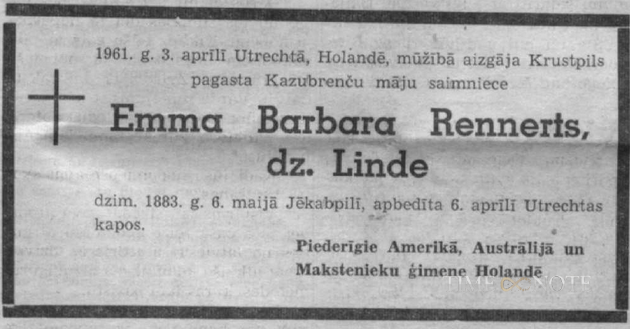 1961. g. 3. aprīlī Utrechtā, Holandē, mūžībā aizgāja Krustpils
pagasta Kazubrenču māju saimniece
Emma Barbara Rennerts,
dz. Linde
dzim. 1883. g. 6. maijā Jēkabpilī, apbedīta 6. aprīlī Utrechtas
kapos.
Piederīgie Amerikā, Austrālijā un
Makstenieku ģimene Holandē